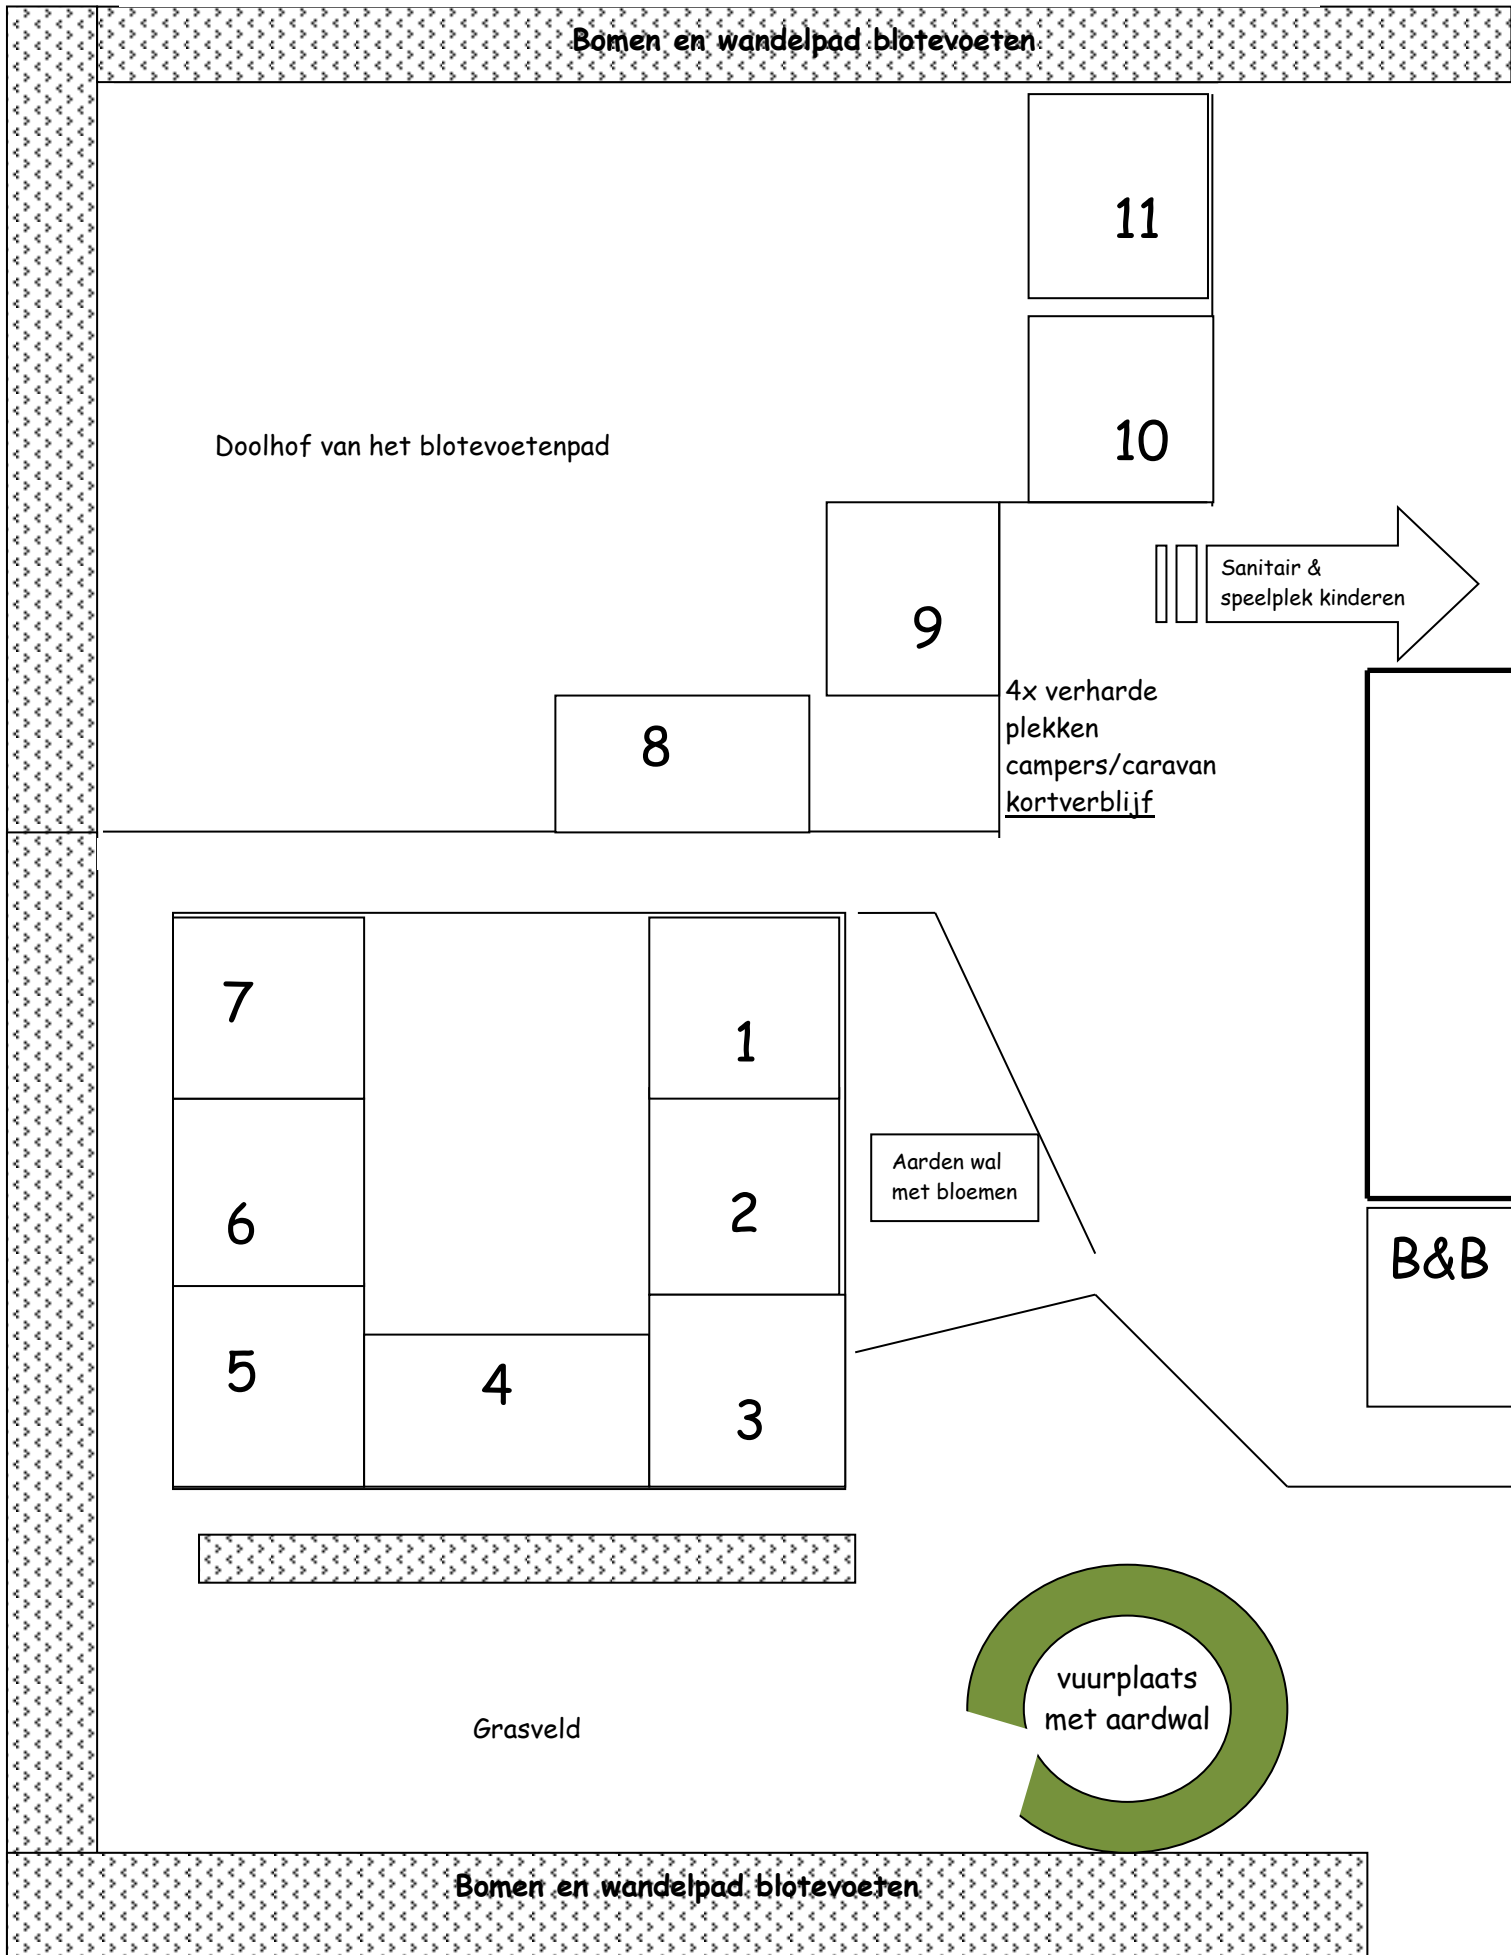 Bomen en wandelpad blotevoeten
11
10
Doolhof van het blotevoetenpad
Sanitair &
speelplek kinderen
9
4x verharde
plekken
campers/caravan
kortverblijf
8
7
1
Aarden wal
met bloemen
2
6
B&B
5
4
3
vuurplaats
met aardwal
Grasveld
Bomen en wandelpad blotevoeten